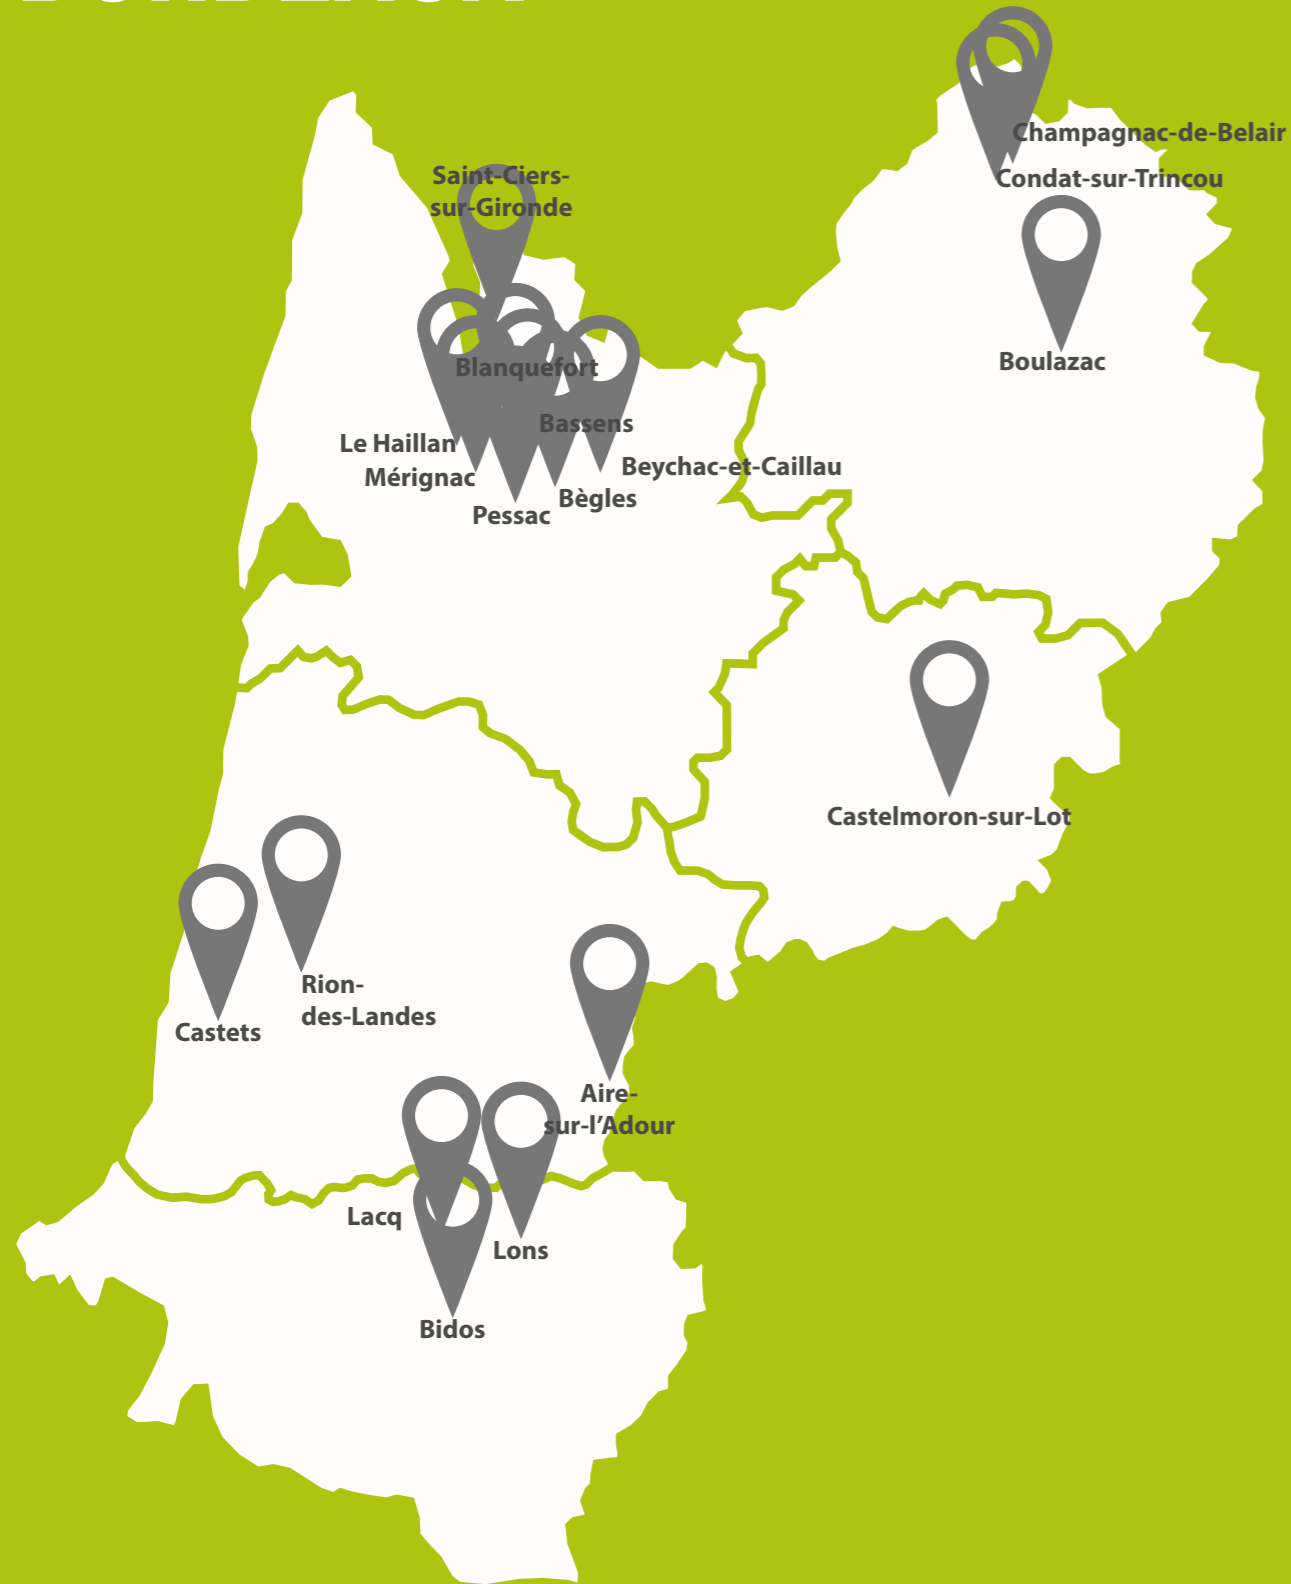 Champagnac-de-Belair
Saint-Ciers-
sur-Gironde
Condat-sur-Trincou
Boulazac
Blanquefort
Bassens
Le Haillan
Beychac-et-Caillau
Mérignac
Bègles
Pessac
Castelmoron-sur-Lot
Rion-
des-Landes
Castets
Aire-
sur-l'Adour
Lacq
Lons
Bidos